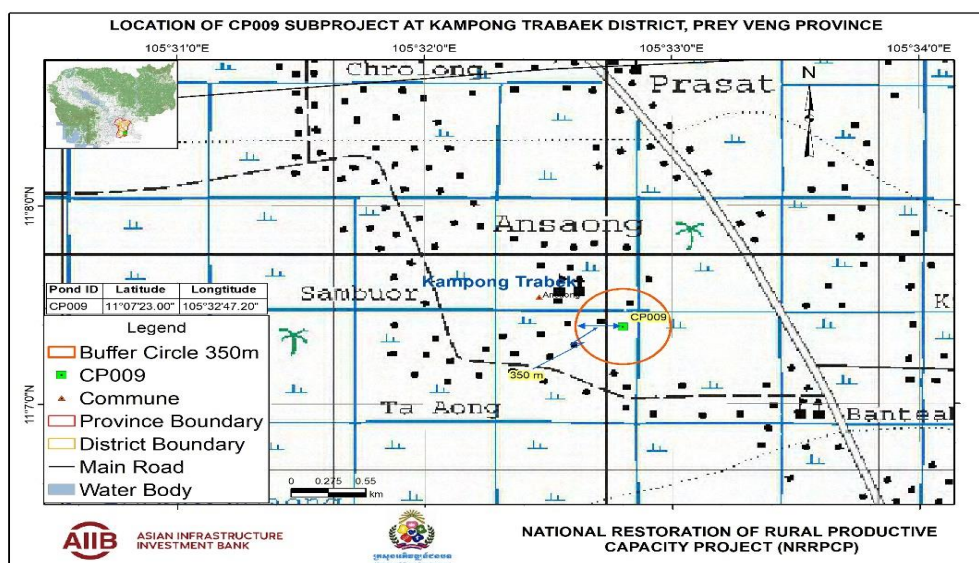 LOCATION OF CP009 SUBPROJECT AT KAMPONG TRABAEK DISTRICT, PREY VENG PROVINCE
105°31'0"E 105°32'0"E 105°33'0"E 105°34'0"E
Chrolong
Prasat
N
11°8'0"N
Ansaong
Kampong Trabek
Sambuor
Ansaong
CP009
Pond ID Latitude Longtitude
CP009 11°07'23.00" 105°32'47.20"
350 m
11°7'0"N
Ta Aong
Banteal
Legend
Buffer Circle 350m
CP009
Commune
Province Boundary
District Boundary
Main Road
Water Body
0 0.275 0.55
km
AIIB
ASIAN INFRASTRUCTURE
INVESTMENT BANK
NATIONAL RESTORATION OF RURAL PRODUCTIVE
CAPACITY PROJECT (NRRPCP)